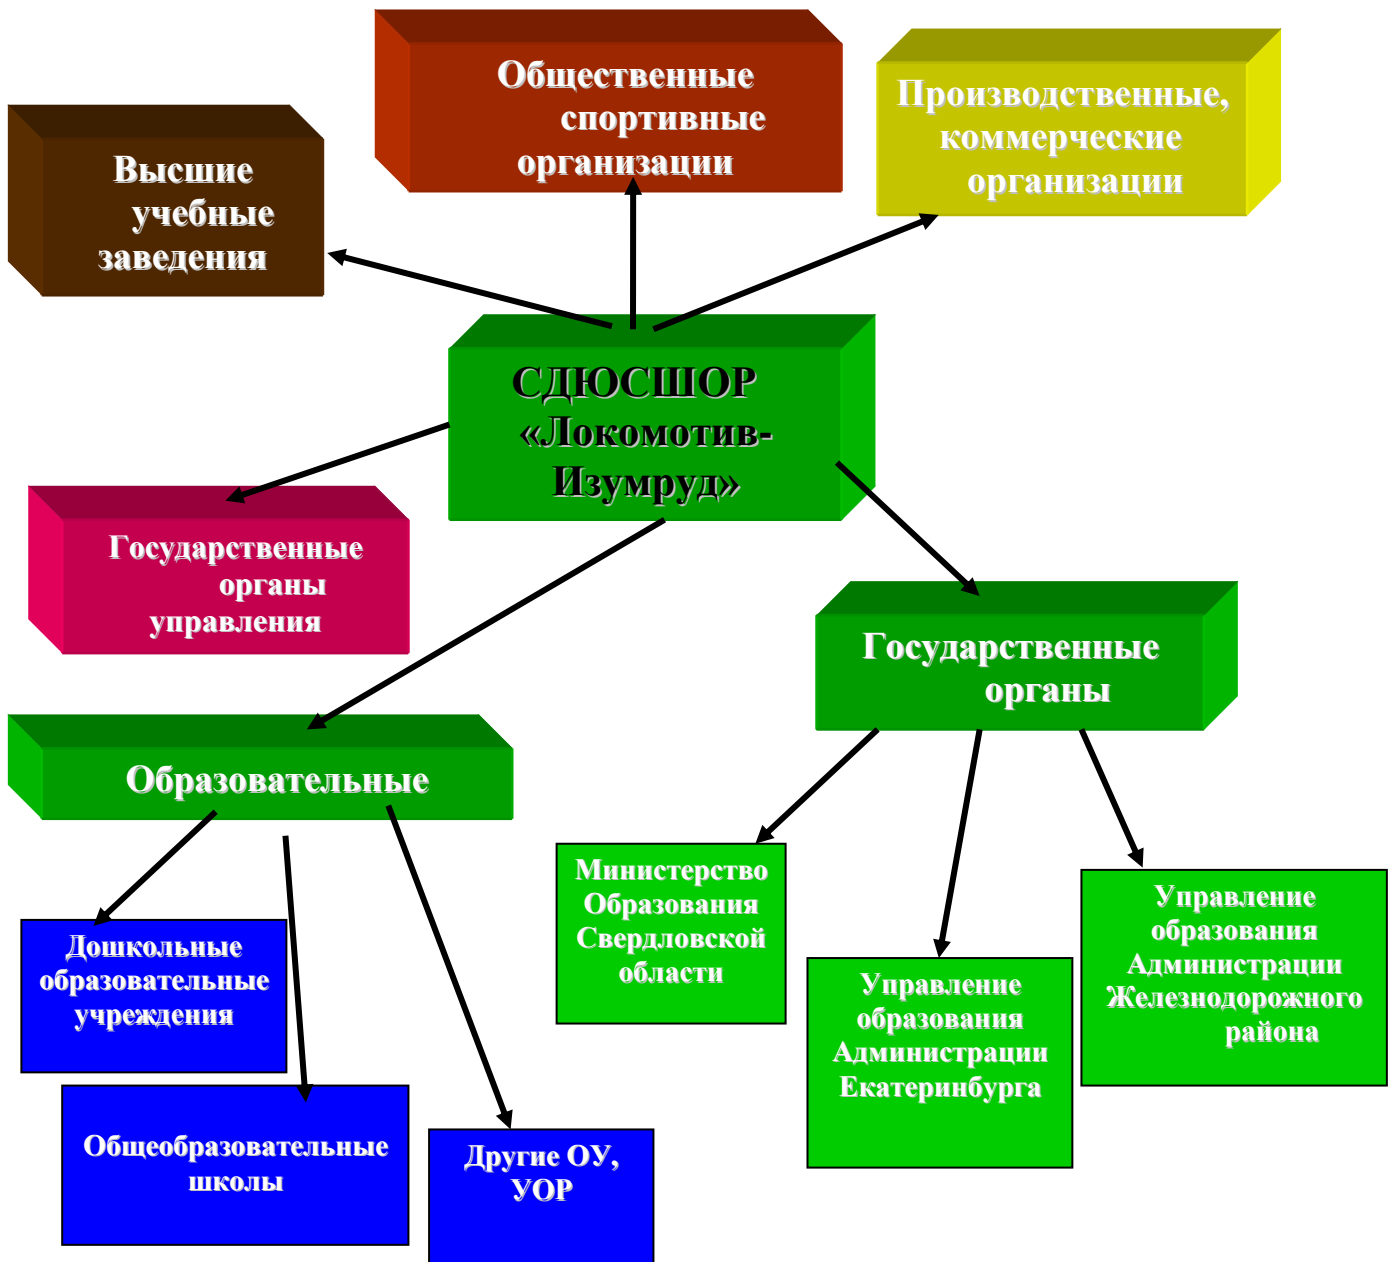 Общественные
спортивные
организации
Производственные,
коммерческие
организации
Высшие
учебные
заведения
СДЮСШОР
«Локомотив-
Изумруд»
Государственные
органы
управления
Государственные
органы
Образовательные
Министерство
Образования
Свердловской
области
Управление
образования
Администрации
Железнодорожного
района
Дошкольные
образовательные
учреждения
Управление
образования
Администрации
Екатеринбурга
Общеобразовательные
школы
Другие ОУ,
УОР